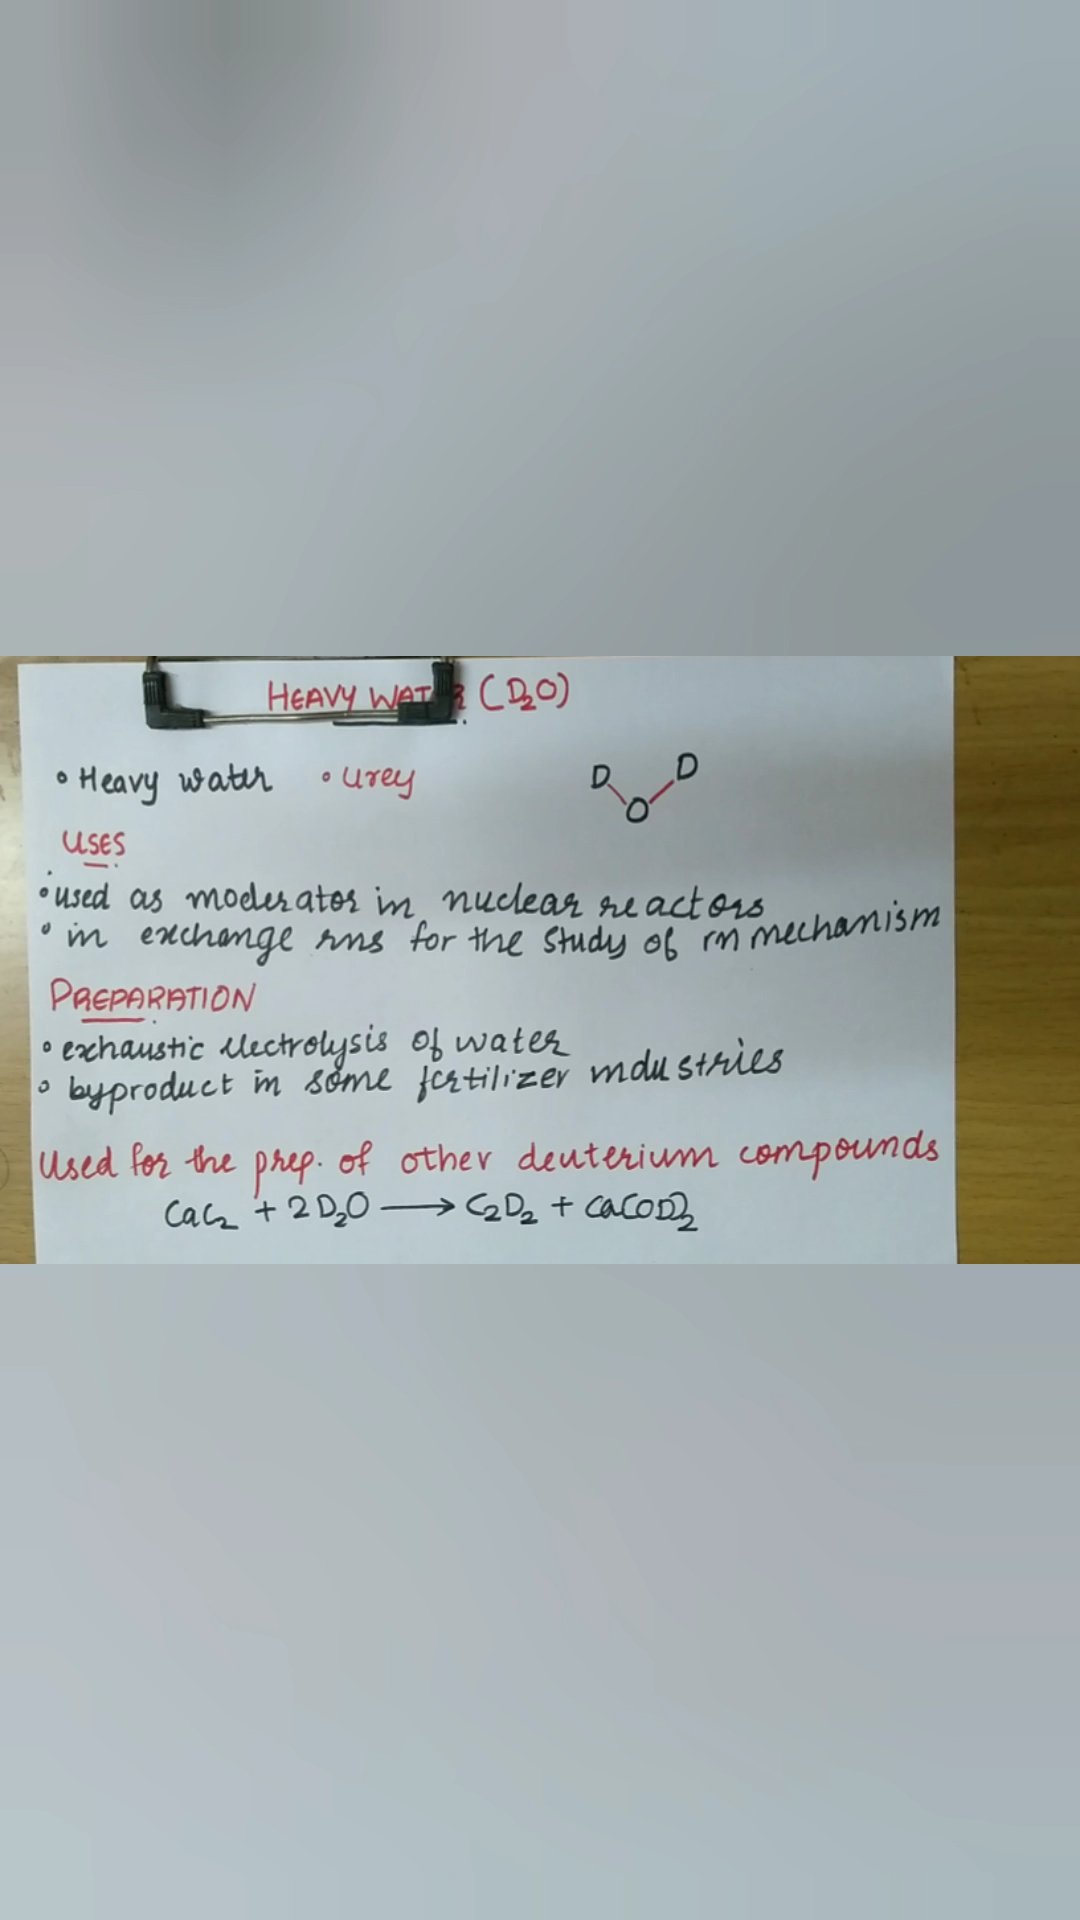 HEAVY WATER (D₂O)
• Heavy water • Urey
D D
O
USES
• used as moderator in nuclear reactors
• in exchange rns for the study of rn mechanism
PREPARATION
• exhaustic electrolysis of water
• byproduct in some fertilizer industries
Used for the prep. of other deuterium compounds
CaC₂ + 2D₂O ⟶ C₂D₂ + Ca(OD)₂